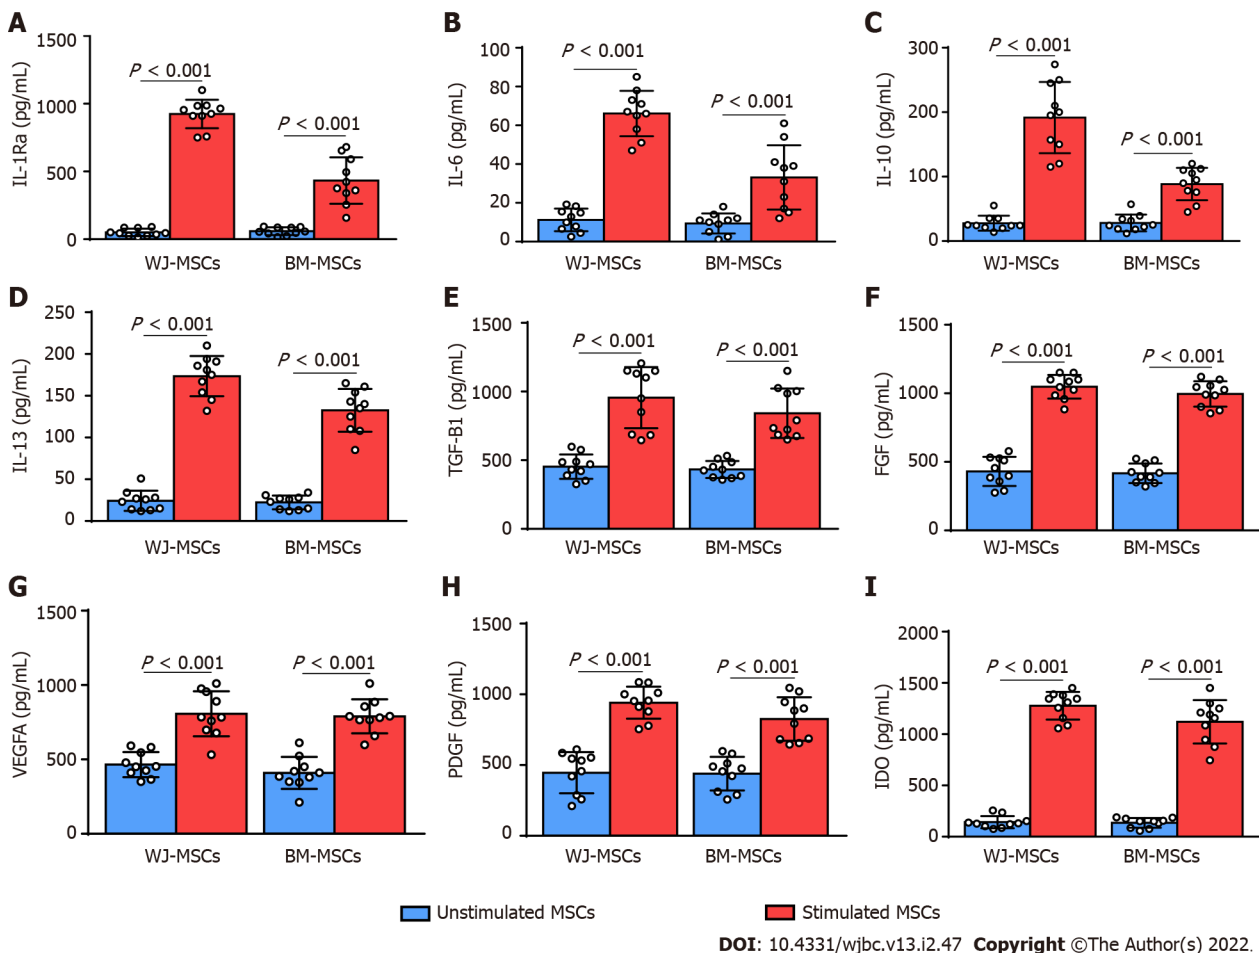 A
1500
1000
500
0
IL-1Ra (pg/mL)
P < 0.001
P < 0.001
WJ-MSCs
BM-MSCs
B
100
80
60
40
20
0
IL-6 (pg/mL)
P < 0.001
P < 0.001
WJ-MSCs
BM-MSCs
C
300
200
100
0
IL-10 (pg/mL)
P < 0.001
P < 0.001
WJ-MSCs
BM-MSCs
D
250
200
150
100
50
0
IL-13 (pg/mL)
P < 0.001
P < 0.001
WJ-MSCs
BM-MSCs
E
1500
1000
500
0
TGF-B1 (pg/mL)
P < 0.001
P < 0.001
WJ-MSCs
BM-MSCs
F
1500
1000
500
0
FGF (pg/mL)
P < 0.001
P < 0.001
WJ-MSCs
BM-MSCs
G
1500
1000
500
0
VEGFA (pg/mL)
P < 0.001
P < 0.001
WJ-MSCs
BM-MSCs
H
1500
1000
500
0
PDGF (pg/mL)
P < 0.001
P < 0.001
WJ-MSCs
BM-MSCs
I
2000
1500
1000
500
0
IDO (pg/mL)
P < 0.001
P < 0.001
WJ-MSCs
BM-MSCs
Unstimulated MSCs
Stimulated MSCs
DOI: 10.4331/wjbc.v13.i2.47 Copyright ©The Author(s) 2022.